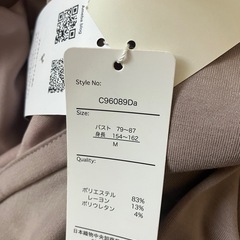 Style No:
C96089Da
Size:
バスト 79~87
身長 154~162
M
Quality:
ポリエステル 83%
レーヨン 13%
ポリウレタン 4%